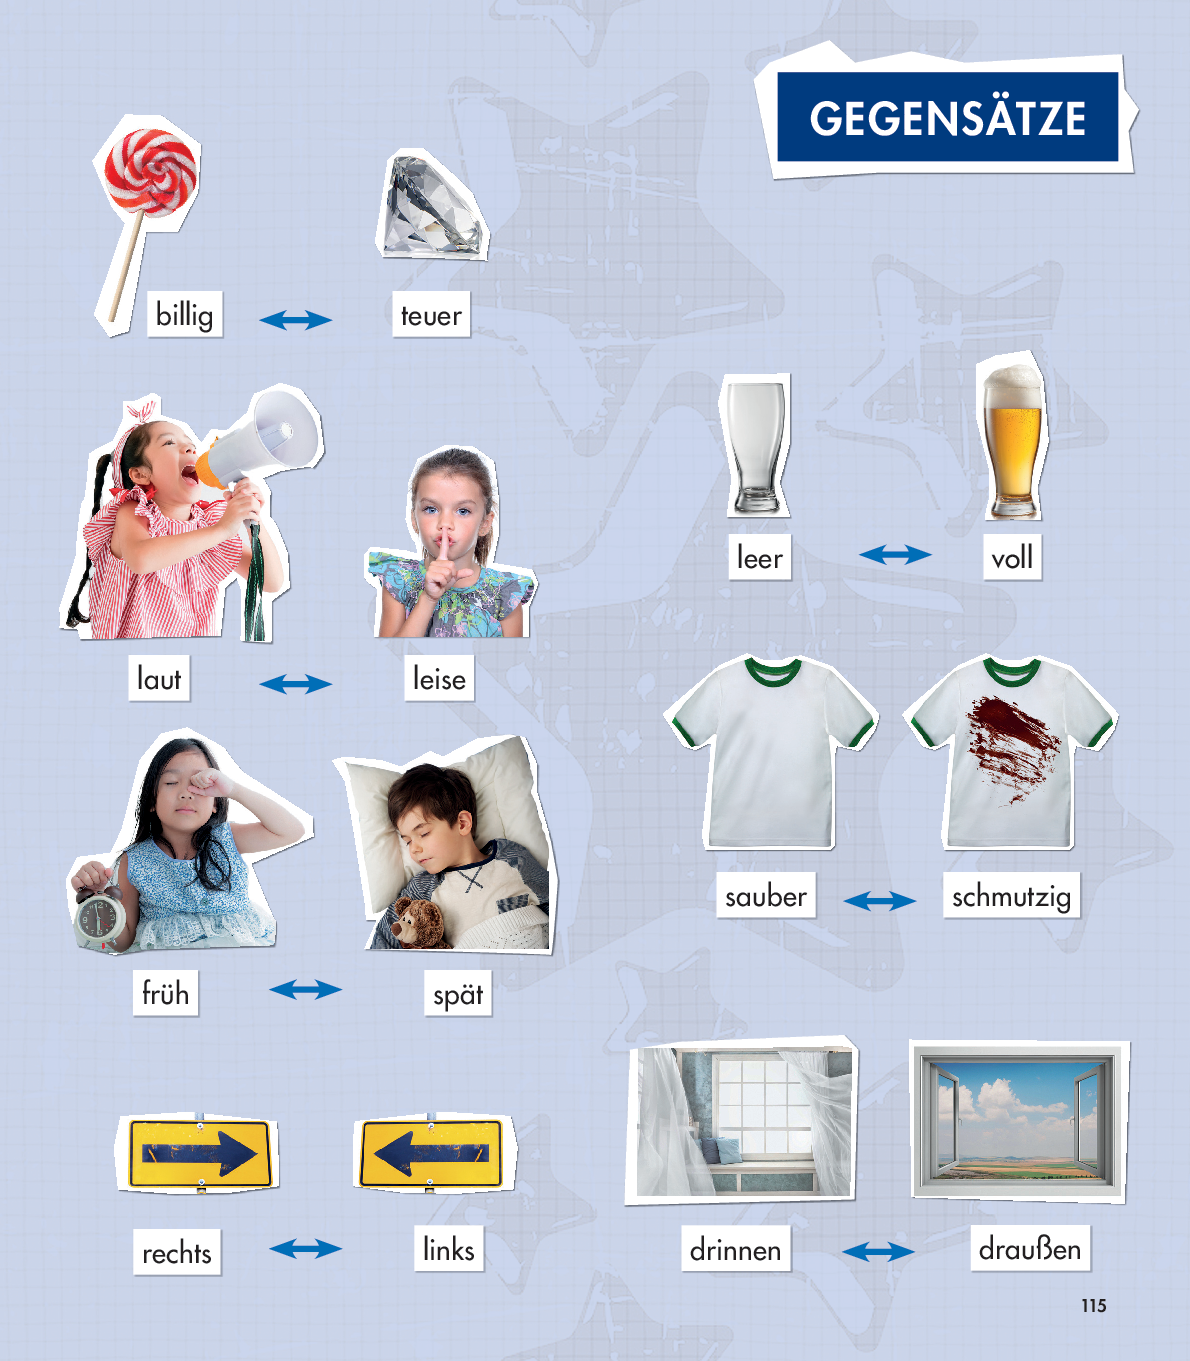 GEGENSÄTZE
billig
teuer
laut
leise
leer
voll
sauber
schmutzig
früh
spät
rechts
links
drinnen
draußen
115